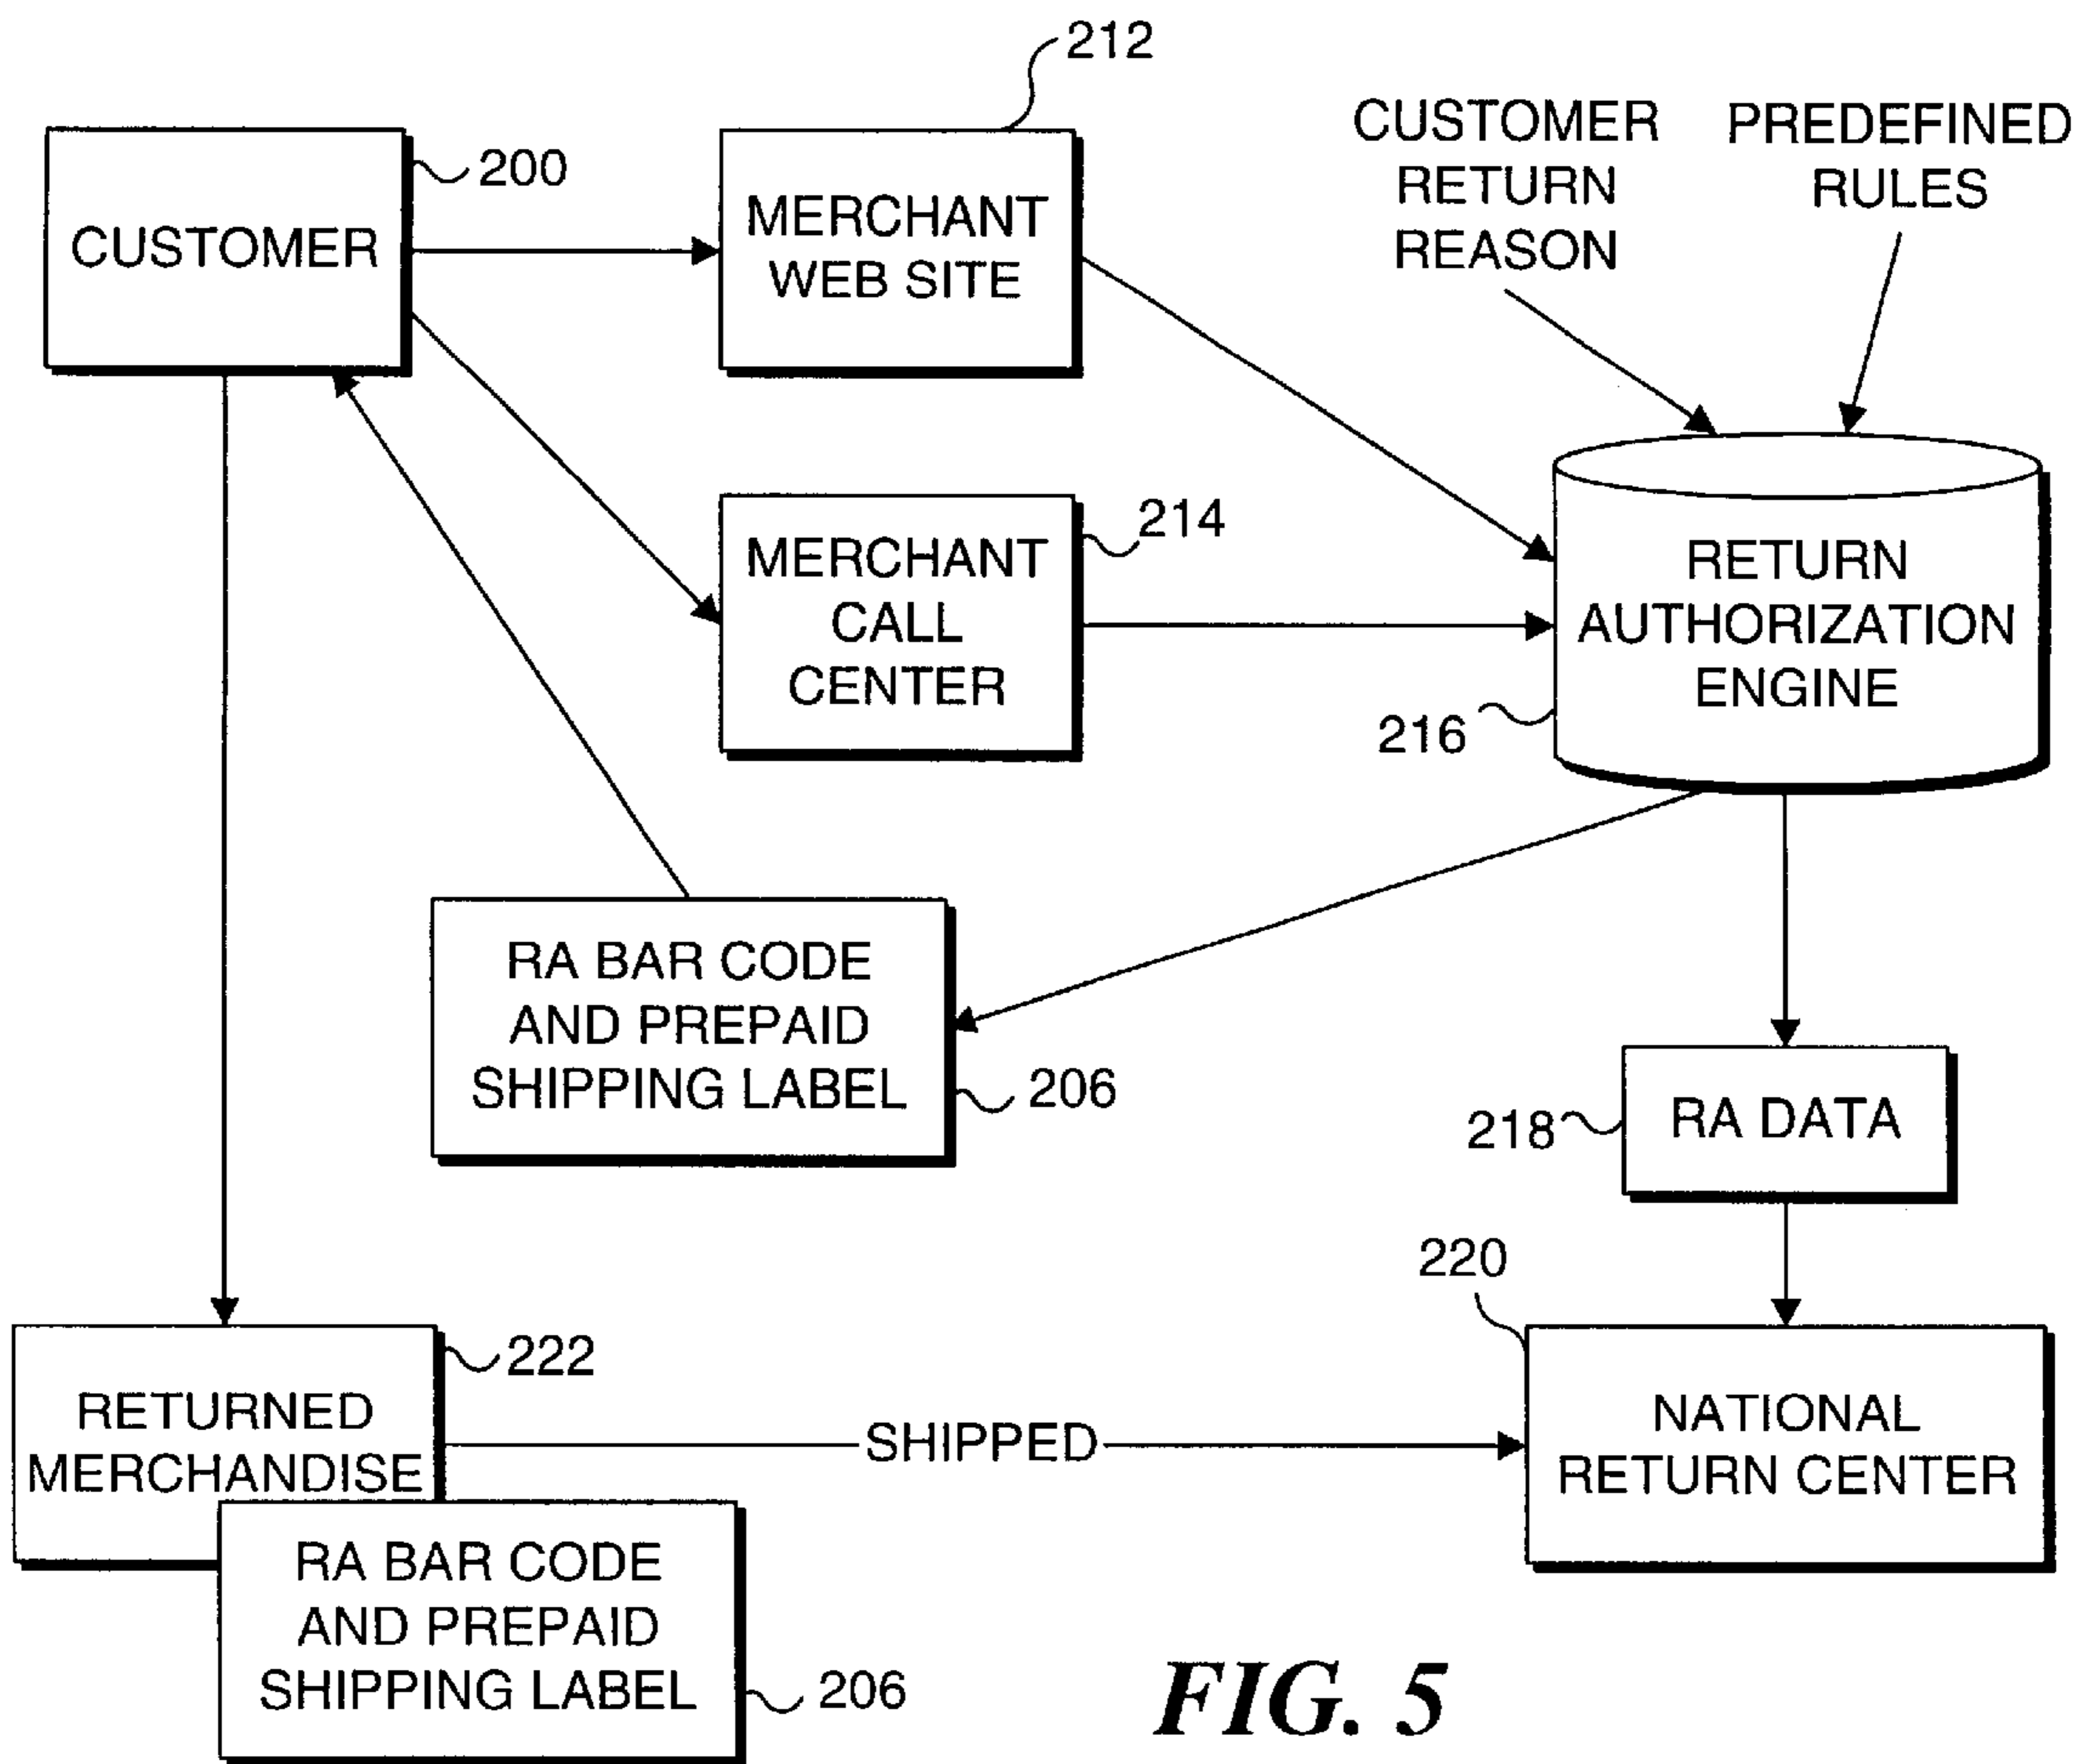 212
CUSTOMER
200
MERCHANT
WEB SITE
CUSTOMER
RETURN
REASON
PREDEFINED
RULES
MERCHANT
CALL
CENTER
214
RETURN
AUTHORIZATION
ENGINE
216
RA BAR CODE
AND PREPAID
SHIPPING LABEL
206
218
RA DATA
220
RETURNED
MERCHANDISE
222
SHIPPED
NATIONAL
RETURN CENTER
RA BAR CODE
AND PREPAID
SHIPPING LABEL
206
FIG. 5